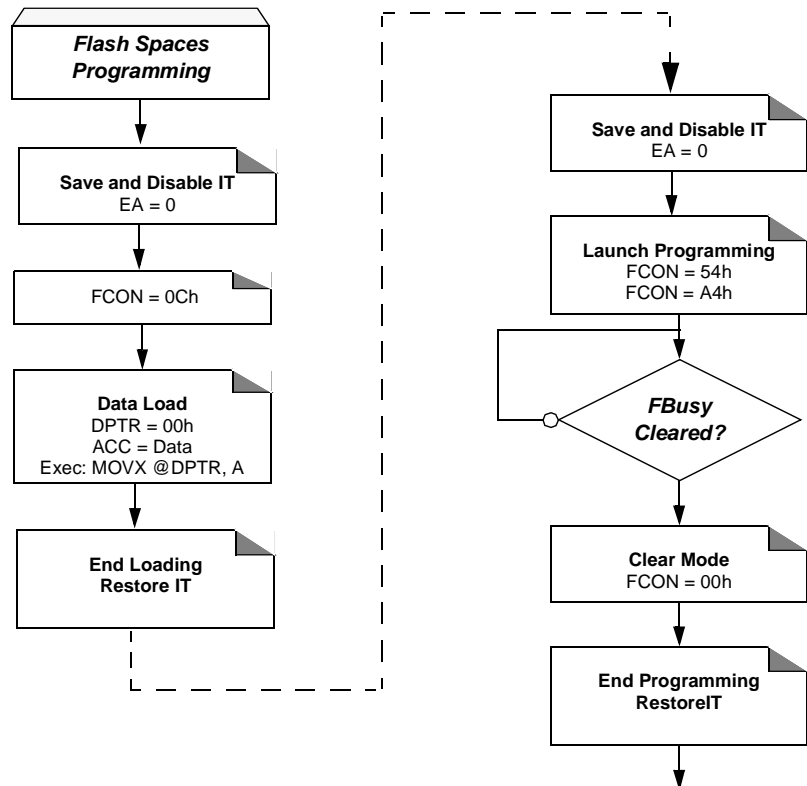 Flash Spaces
Programming
Save and Disable IT
EA = 0
FCON = 0Ch
Data Load
DPTR = 00h
ACC = Data
Exec: MOVX @DPTR, A
End Loading
Restore IT
Save and Disable IT
EA = 0
Launch Programming
FCON = 54h
FCON = A4h
FBusy
Cleared?
Clear Mode
FCON = 00h
End Programming
RestoreIT